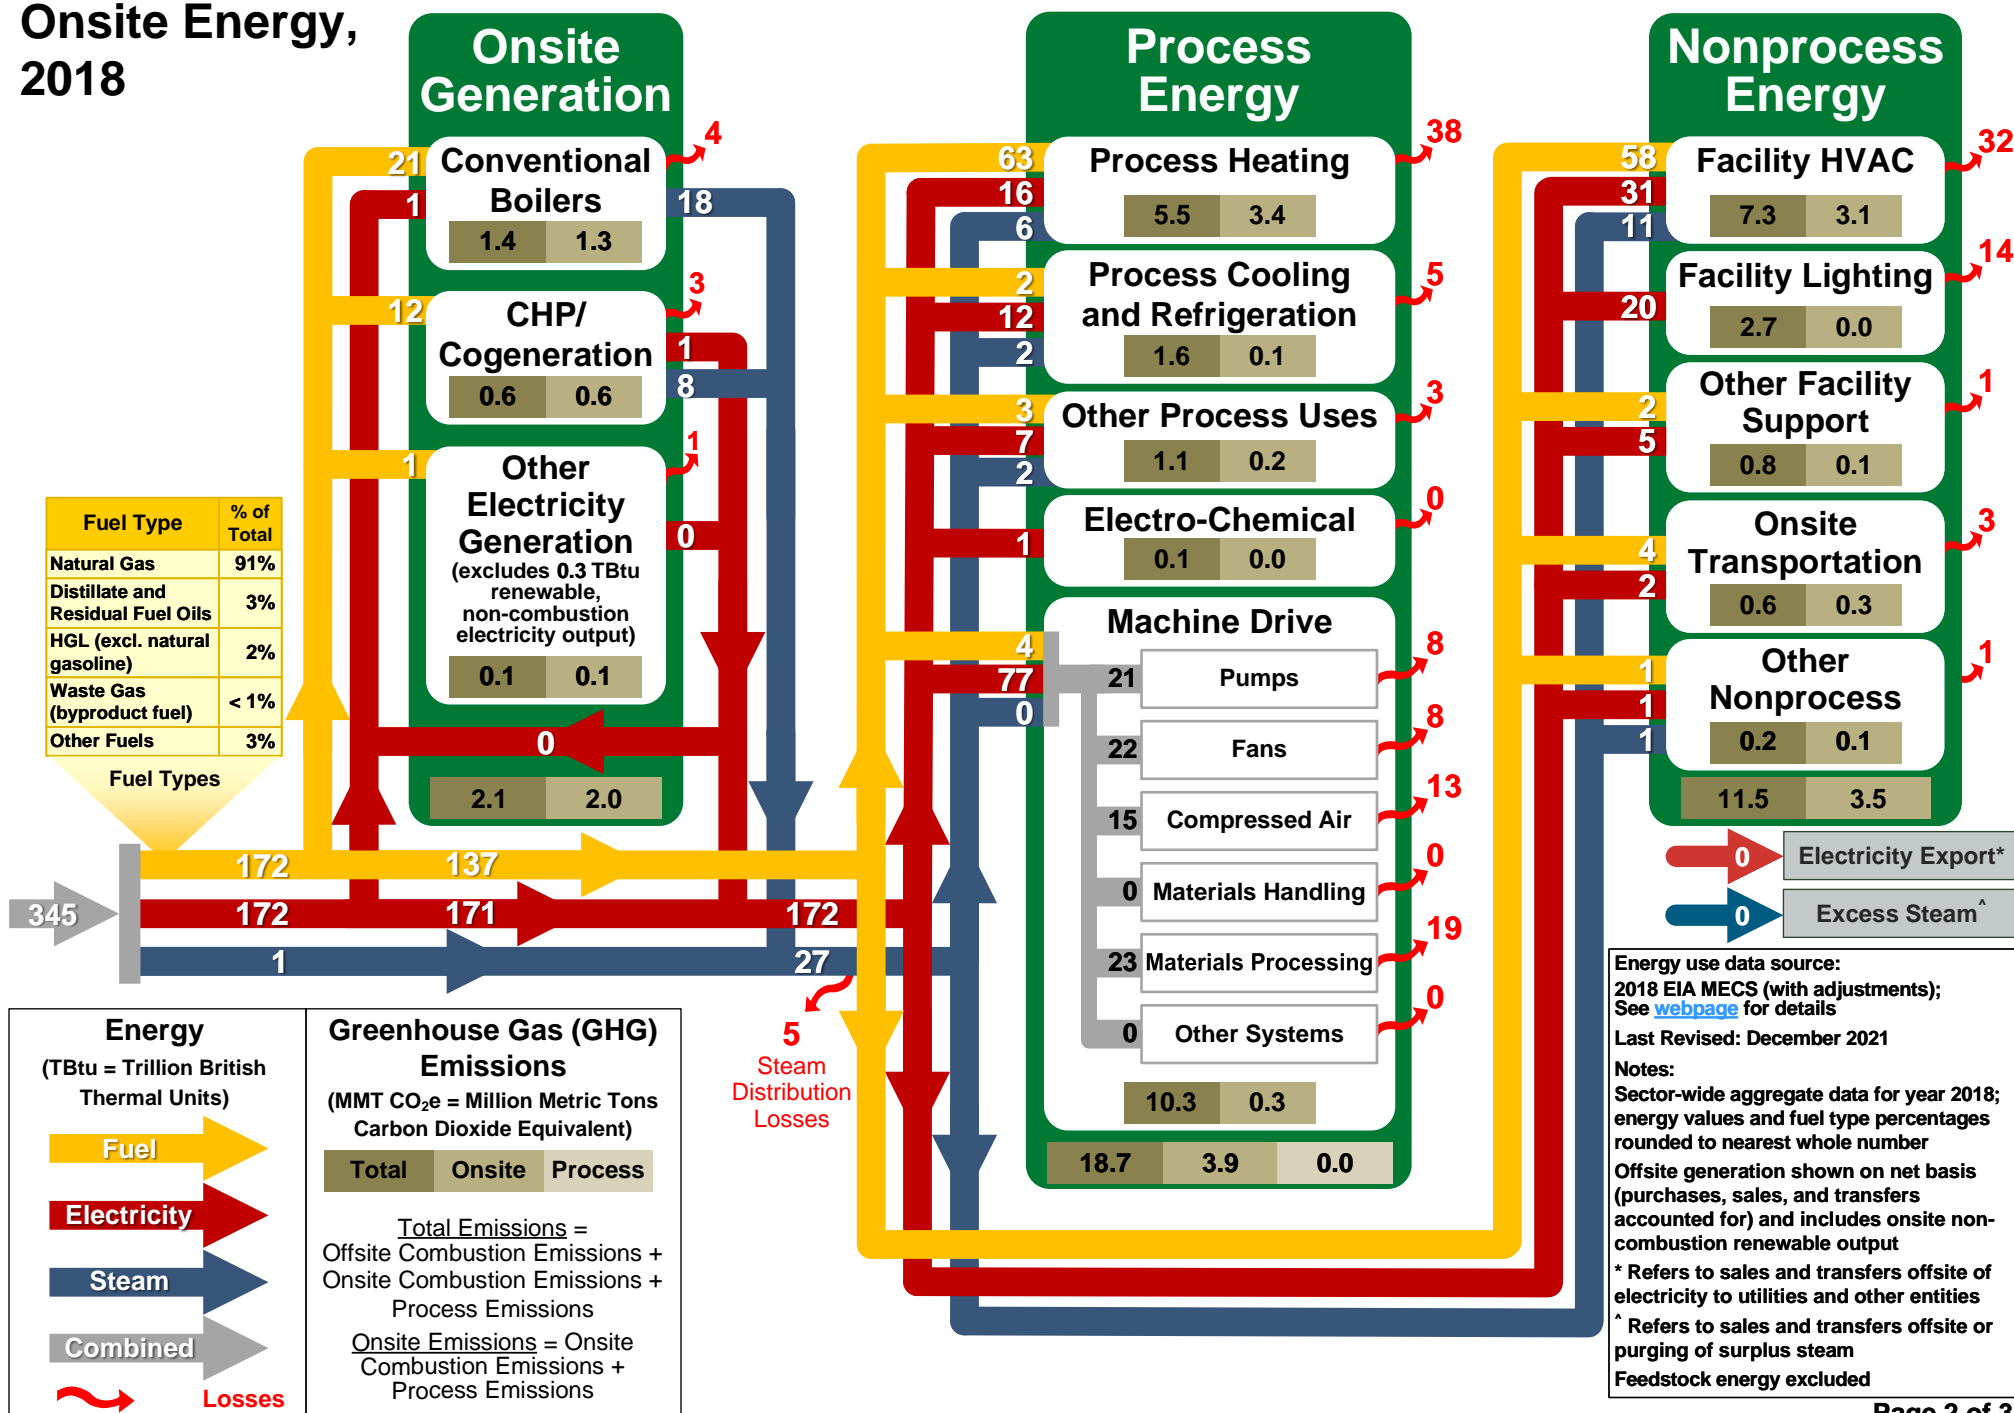 Onsite Energy,
2018
Onsite
Generation
21
1
Conventional
Boilers
1.4 1.3
4
18
12
CHP/
Cogeneration
0.6 0.6
3
1
8
1
Other
Electricity
Generation
(excludes 0.3 TBtu
renewable,
non-combustion
electricity output)
0.1 0.1
1
0
0
2.1 2.0
Fuel Type % of
Total
Natural Gas 91%
Distillate and
Residual Fuel Oils 3%
HGL (excl. natural
gasoline) 2%
Waste Gas
(byproduct fuel) < 1%
Other Fuels 3%
Fuel Types
345
172 137
172 171 172
1 27
5
Steam
Distribution
Losses
Process
Energy
63
16
6
Process Heating
5.5 3.4
38
2
12
2
Process Cooling
and Refrigeration
1.6 0.1
5
3
7
2
Other Process Uses
1.1 0.2
3
1
Electro-Chemical
0.1 0.0
0
4
77
0
Machine Drive
21 Pumps 8
22 Fans 8
15 Compressed Air 13
0 Materials Handling 0
23 Materials Processing 19
0 Other Systems 0
10.3 0.3
18.7 3.9 0.0
Nonprocess
Energy
58
31
11
Facility HVAC
7.3 3.1
32
20
Facility Lighting
2.7 0.0
14
2
5
Other Facility
Support
0.8 0.1
1
4
2
Onsite
Transportation
0.6 0.3
3
1
1
1
Other
Nonprocess
0.2 0.1
1
11.5 3.5
0 Electricity Export*
0 Excess Steam^
Energy
(TBtu = Trillion British
Thermal Units)
Fuel
Electricity
Steam
Combined
Losses
Greenhouse Gas (GHG)
Emissions
(MMT CO₂e = Million Metric Tons
Carbon Dioxide Equivalent)
Total Onsite Process
Total Emissions =
Offsite Combustion Emissions +
Onsite Combustion Emissions +
Process Emissions
Onsite Emissions = Onsite
Combustion Emissions +
Process Emissions
Energy use data source:
2018 EIA MECS (with adjustments);
See webpage for details
Last Revised: December 2021
Notes:
Sector-wide aggregate data for year 2018;
energy values and fuel type percentages
rounded to nearest whole number
Offsite generation shown on net basis
(purchases, sales, and transfers
accounted for) and includes onsite non-
combustion renewable output
* Refers to sales and transfers offsite of
electricity to utilities and other entities
^ Refers to sales and transfers offsite or
purging of surplus steam
Feedstock energy excluded
Page 2 of 3